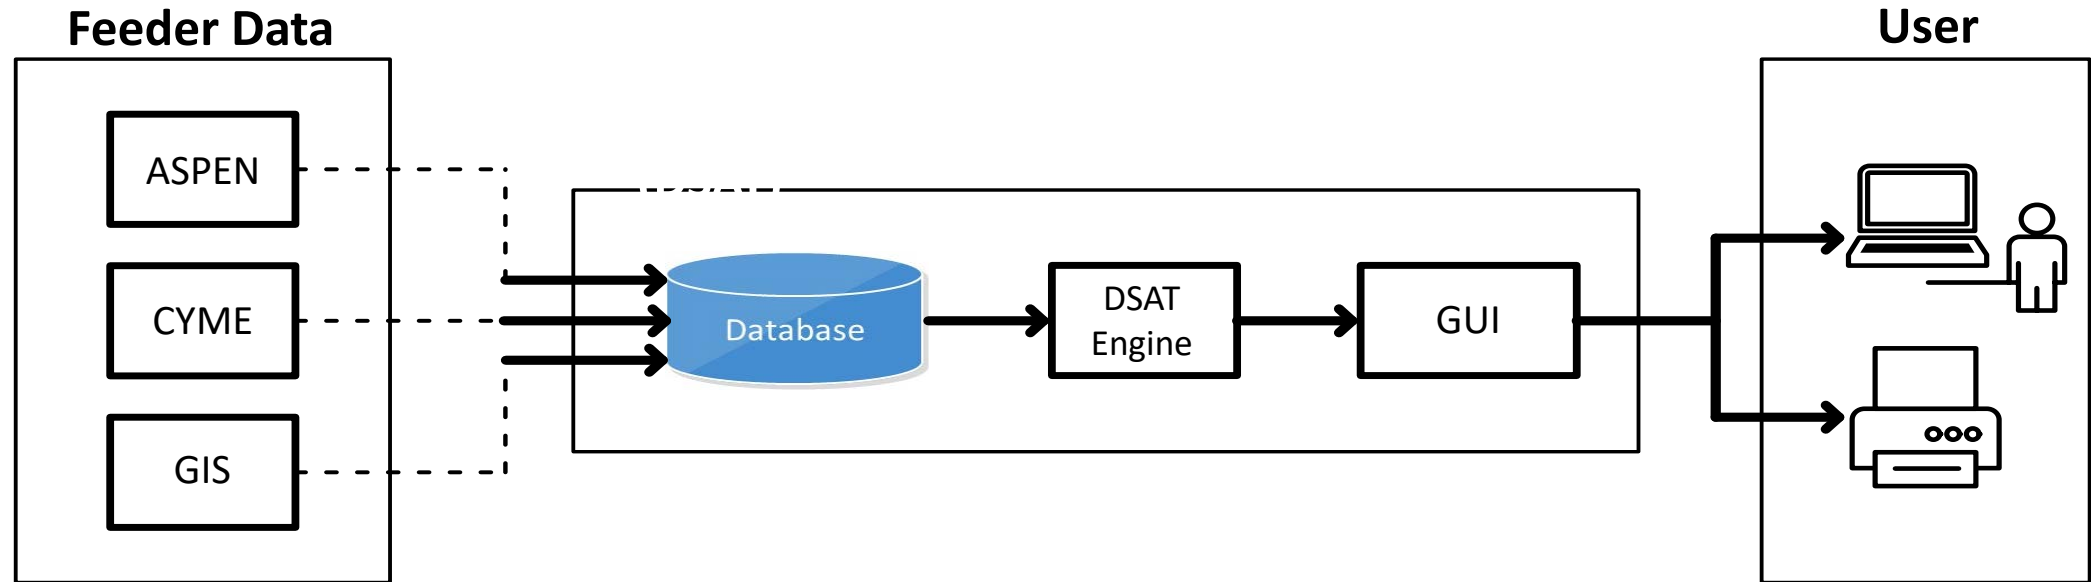 Feeder Data
User
ASPEN
CYME
GIS
Database
DSAT
Engine
GUI